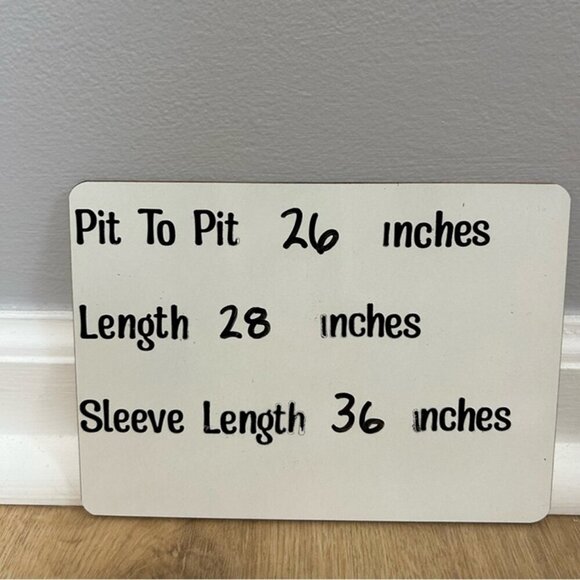 Pit To Pit 26 inches
Length 28 inches
Sleeve Length 36 inches